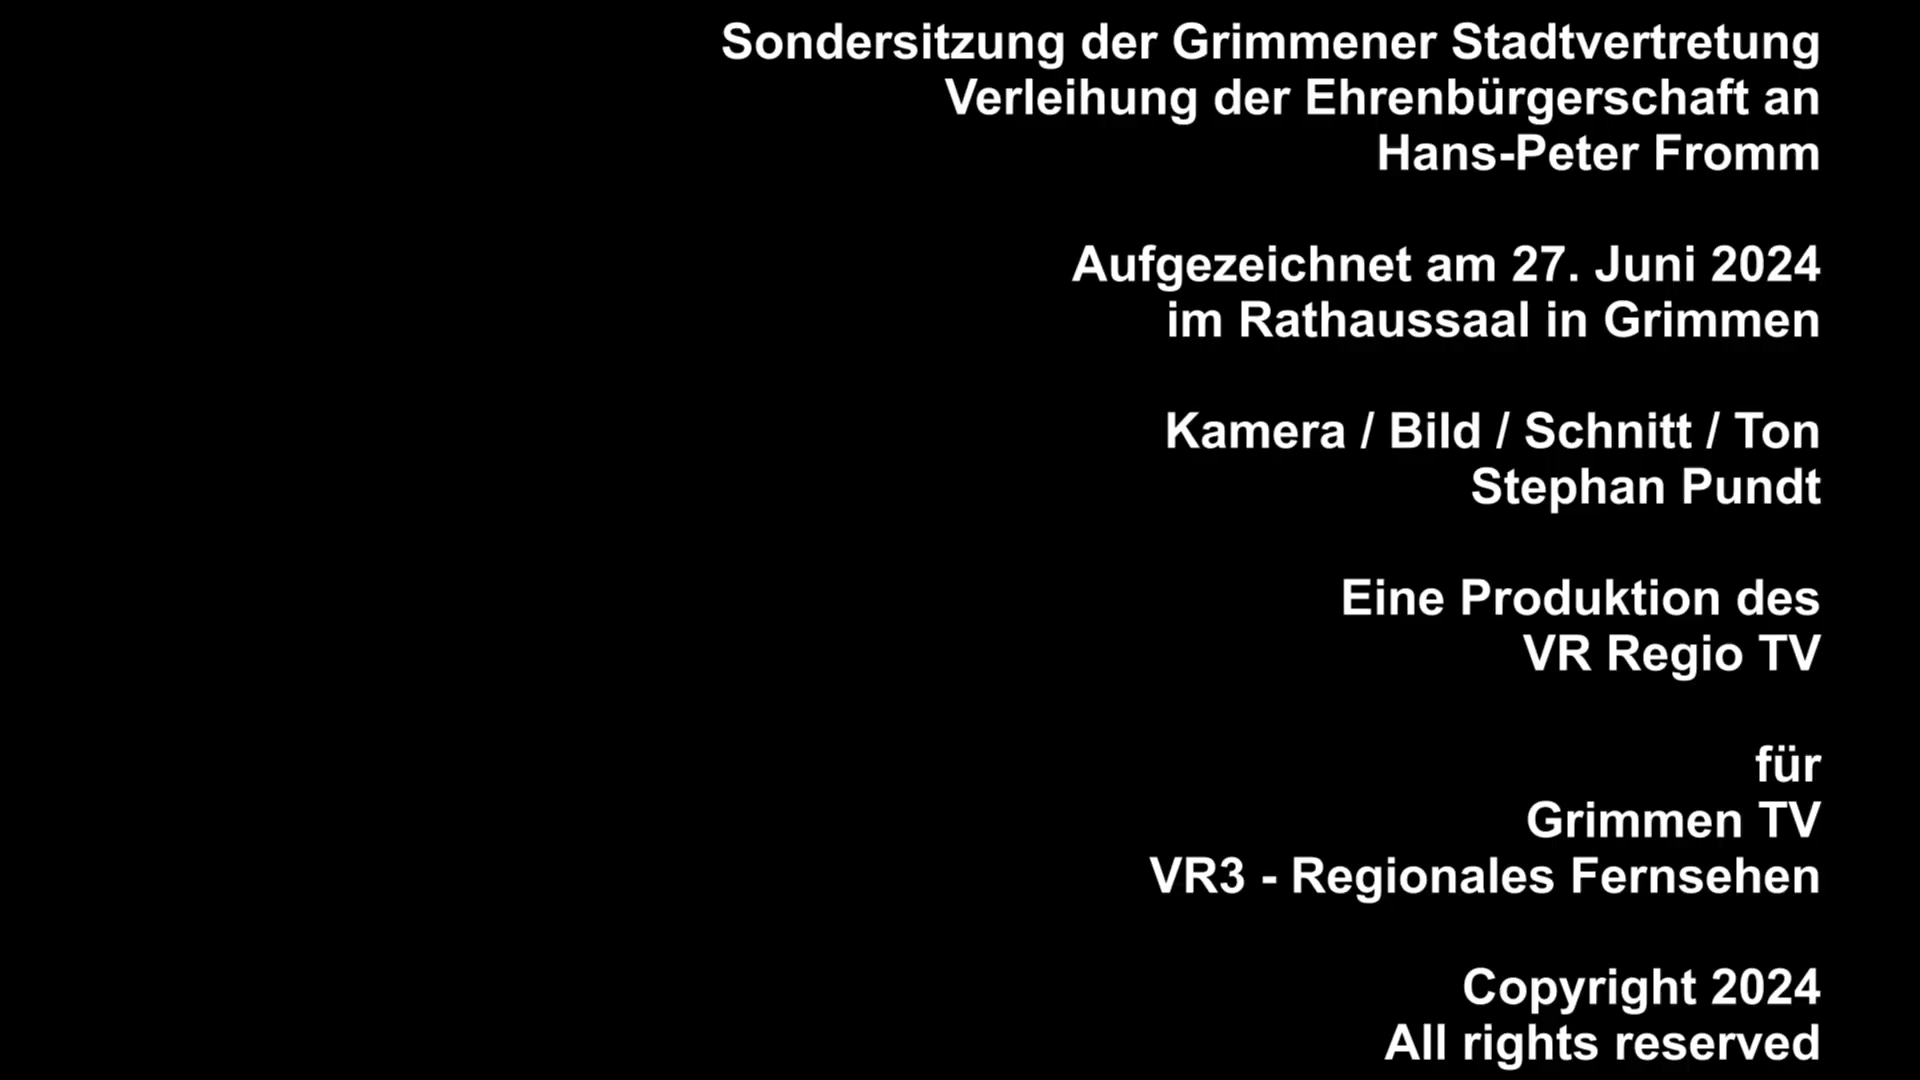 Sondersitzung der Grimmener Stadtvertretung
Verleihung der Ehrenbürgerschaft an
Hans-Peter Fromm
Aufgezeichnet am 27. Juni 2024
im Rathaussaal in Grimmen
Kamera / Bild / Schnitt / Ton
Stephan Pundt
Eine Produktion des
VR Regio TV
für
Grimmen TV
VR3 - Regionales Fernsehen
Copyright 2024
All rights reserved